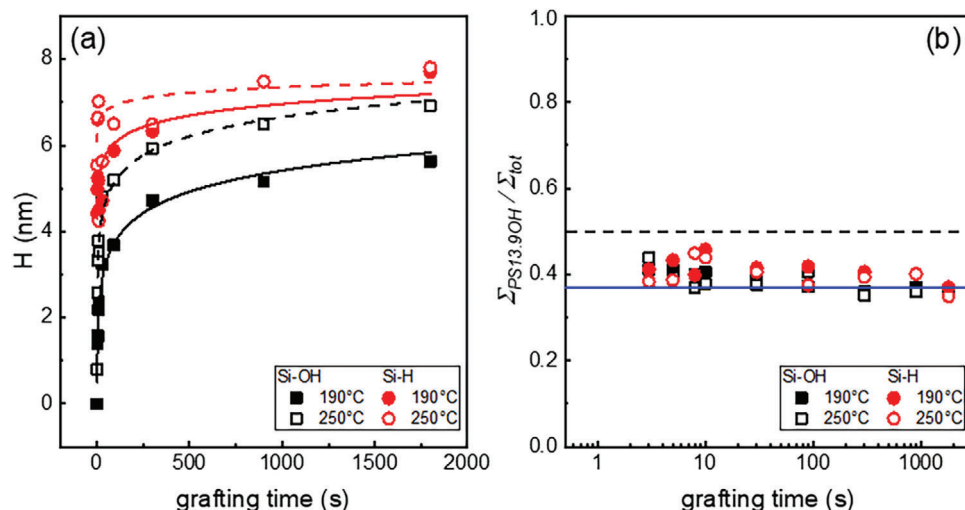 (a)
H (nm)
8
6
4
2
0
0 500 1000 1500 2000
grafting time (s)
Si-OH Si-H
190°C 190°C
250°C 250°C
(b)
Σ_PS13.9OH / Σ_tot
1.0
0.8
0.6
0.4
0.2
0.0
1 10 100 1000
grafting time (s)
Si-OH Si-H
190°C 190°C
250°C 250°C